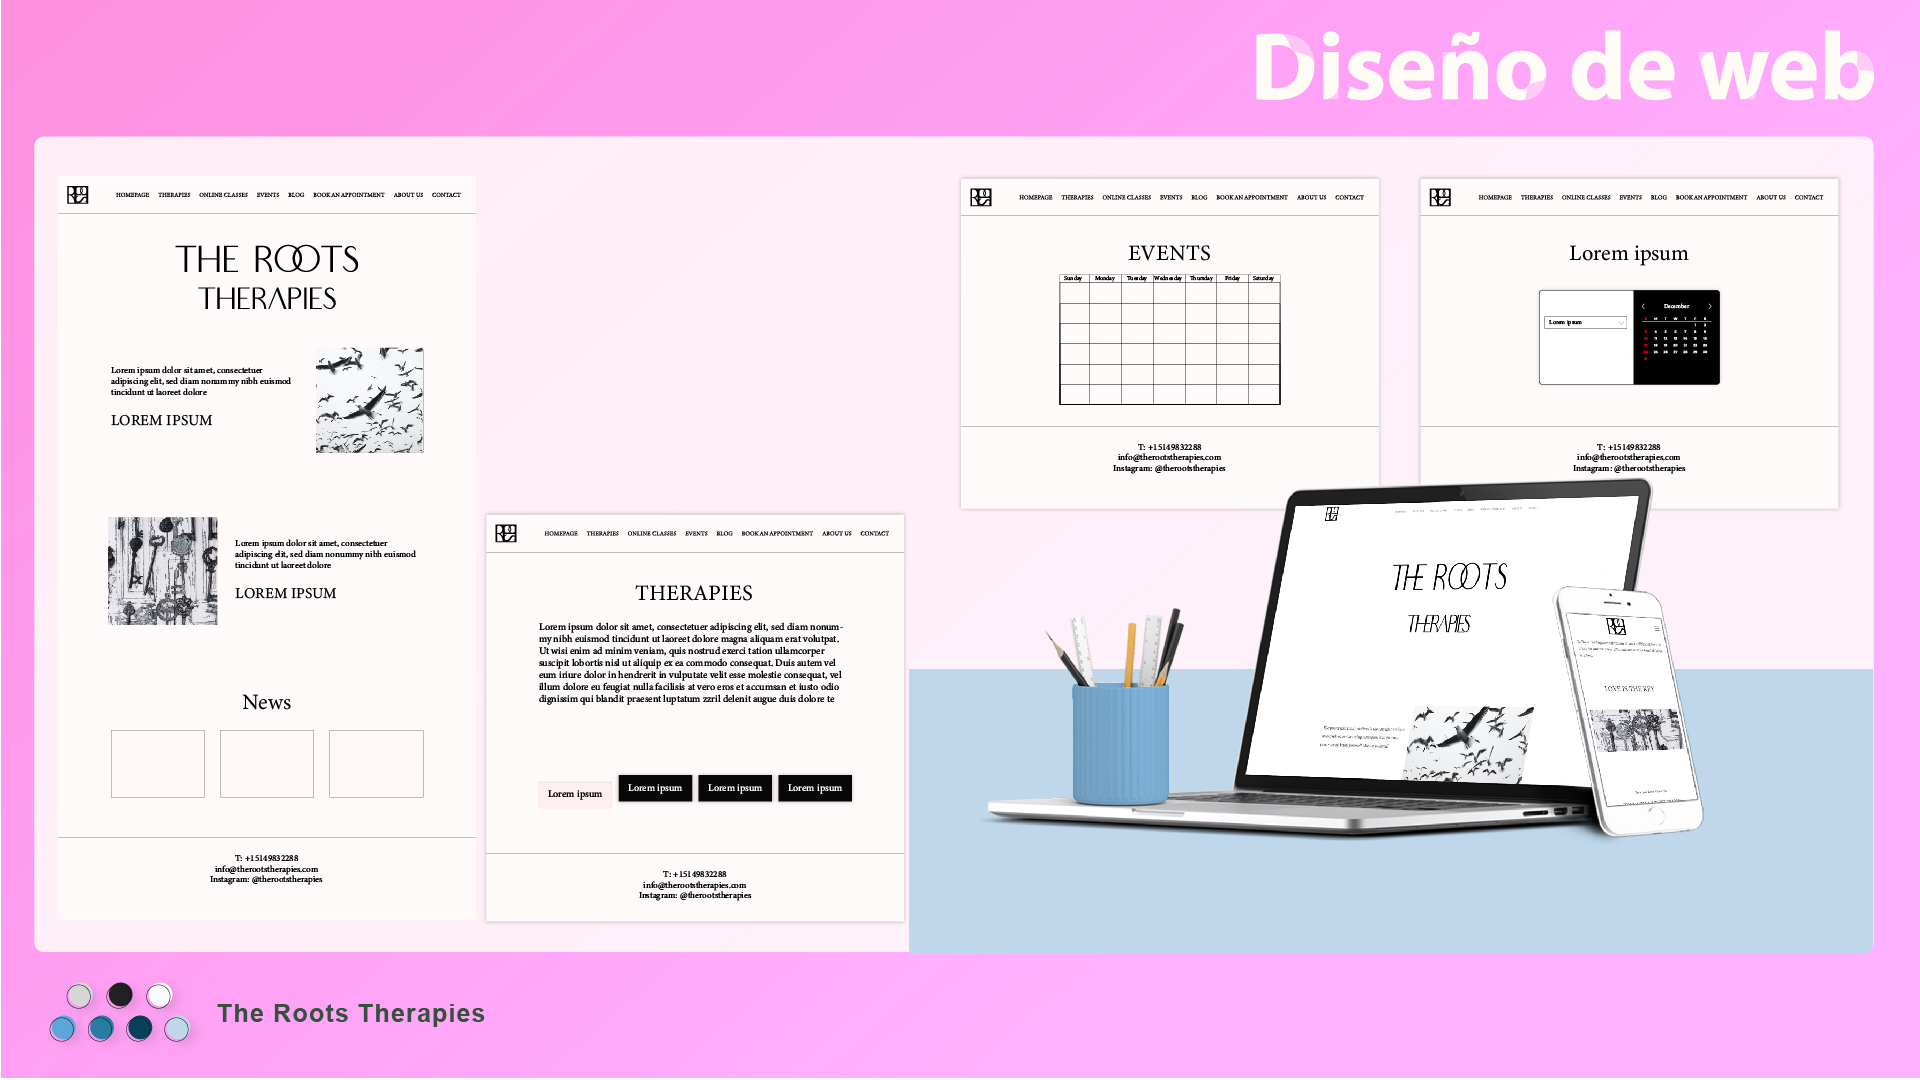 Diseño de web
HOMEPAGE THERAPIES ONLINE CLASSES EVENTS BLOG BOOK AN APPOINTMENT ABOUT US CONTACT
THE ROOTS
THERAPIES
Lorem ipsum dolor sit amet, consectetuer
adipiscing elit, sed diam nonummy nibh euismod
tincidunt ut laoreet dolore
LOREM IPSUM
Lorem ipsum dolor sit amet, consectetuer
adipiscing elit, sed diam nonummy nibh euismod
tincidunt ut laoreet dolore
LOREM IPSUM
News
T: +15149832288
info@therootstherapies.com
Instagram: @therootstherapies
HOMEPAGE THERAPIES ONLINE CLASSES EVENTS BLOG BOOK AN APPOINTMENT ABOUT US CONTACT
THERAPIES
Lorem ipsum dolor sit amet, consectetuer adipiscing elit, sed diam nonum-
my nibh euismod tincidunt ut laoreet dolore magna aliquam erat volutpat.
Ut wisi enim ad minim veniam, quis nostrud exerci tation ullamcorper
suscipit lobortis nisl ut aliquip ex ea commodo consequat. Duis autem vel
eum iriure dolor in hendrerit in vulputate velit esse molestie consequat, vel
illum dolore eu feugiat nulla facilisis at vero eros et accumsan et iusto odio
dignissim qui blandit praesent luptatum zzril delenit augue duis dolore te
Lorem ipsum Lorem ipsum Lorem ipsum Lorem ipsum
T: +15149832288
info@therootstherapies.com
Instagram: @therootstherapies
HOMEPAGE THERAPIES ONLINE CLASSES EVENTS BLOG BOOK AN APPOINTMENT ABOUT US CONTACT
EVENTS
Sunday Monday Tuesday Wednesday Thursday Friday Saturday
T: +15149832288
info@therootstherapies.com
Instagram: @therootstherapies
HOMEPAGE THERAPIES ONLINE CLASSES EVENTS BLOG BOOK AN APPOINTMENT ABOUT US CONTACT
Lorem ipsum
Lorem ipsum
December
T: +15149832288
info@therootstherapies.com
Instagram: @therootstherapies
THE ROOTS
THERAPIES
LOVE IS THE KEY
The Roots Therapies